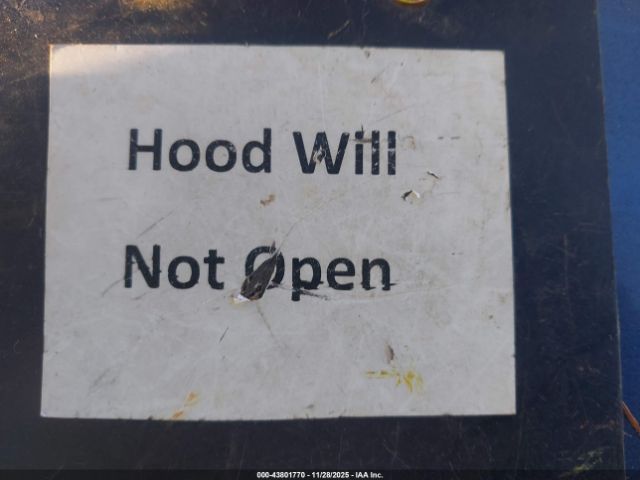 Hood Will
Not Open
000-43801770 - 11/28/2025 - IAA Inc.